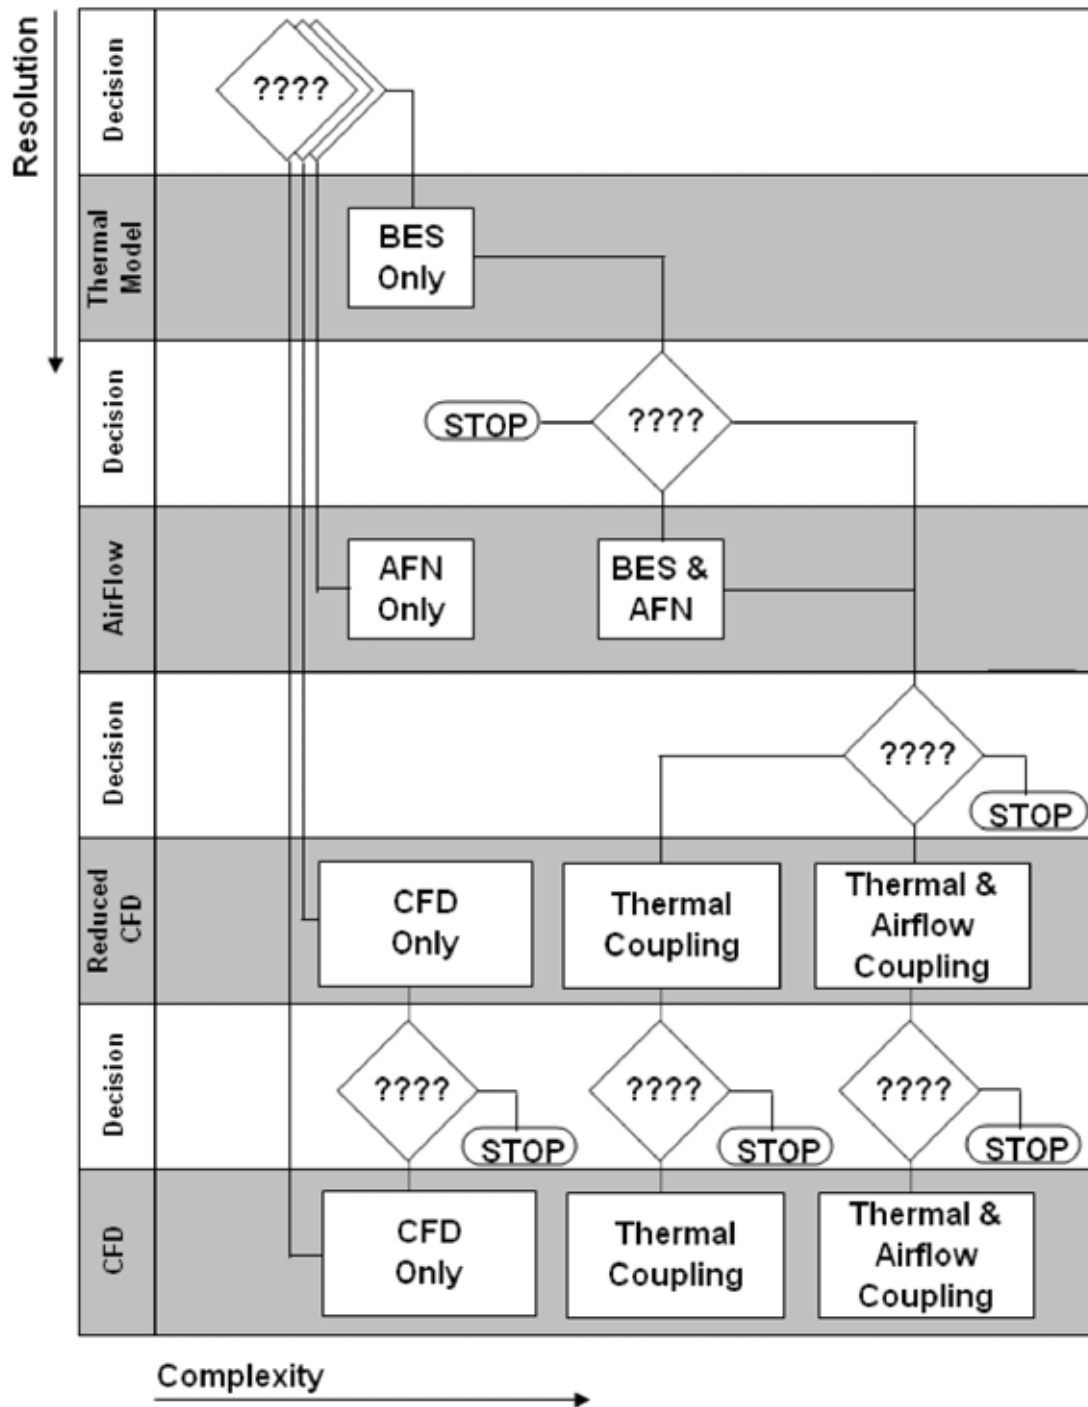 Resolution
Decision
????
Thermal
Model
BES
Only
Decision
STOP
????
AirFlow
AFN
Only
BES &
AFN
Decision
????
STOP
Reduced
CFD
CFD
Only
Thermal
Coupling
Thermal &
Airflow
Coupling
Decision
????
STOP
????
STOP
????
STOP
CFD
CFD
Only
Thermal
Coupling
Thermal &
Airflow
Coupling
Complexity